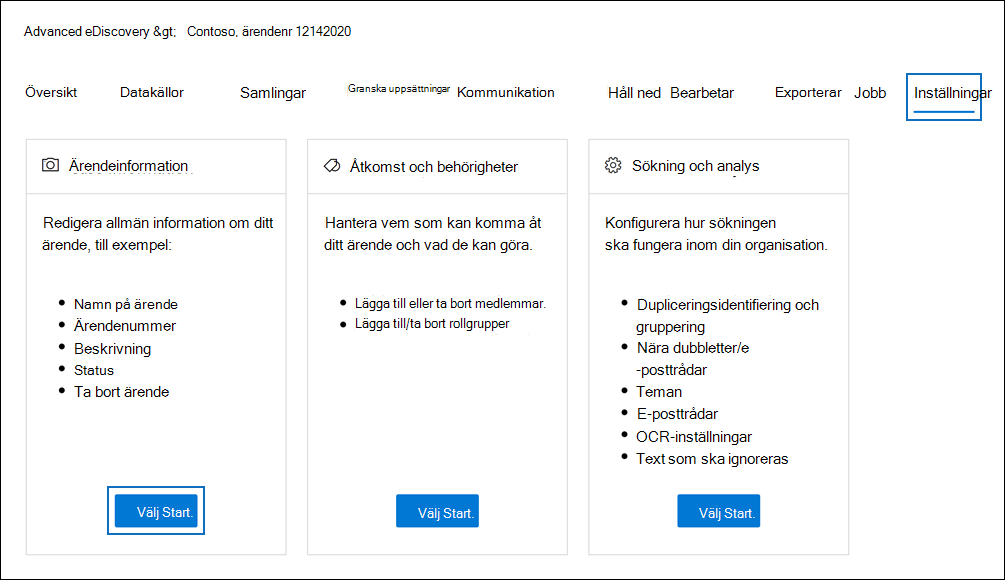 Advanced eDiscovery &gt; Contoso, ärendenr 12142020
Översikt Datakällor Samlingar Granska uppsättningar Kommunikation Håll ned Bearbetar Exporterar Jobb Inställningar
Ärendeinformation
Redigera allmän information om ditt
ärende, till exempel:
Namn på ärende
Ärendenummer
Beskrivning
Status
Ta bort ärende
Välj Start.
Åtkomst och behörigheter
Hantera vem som kan komma åt
ditt ärende och vad de kan göra.
Lägga till eller ta bort medlemmar.
Lägga till/ta bort rollgrupper
Välj Start.
Sökning och analys
Konfigurera hur sökningen
ska fungera inom din organisation.
Dupliceringsidentifiering och
gruppering
Nära dubbletter/e
-posttrådar
Teman
E-posttrådar
OCR-inställningar
Text som ska ignoreras
Välj Start.